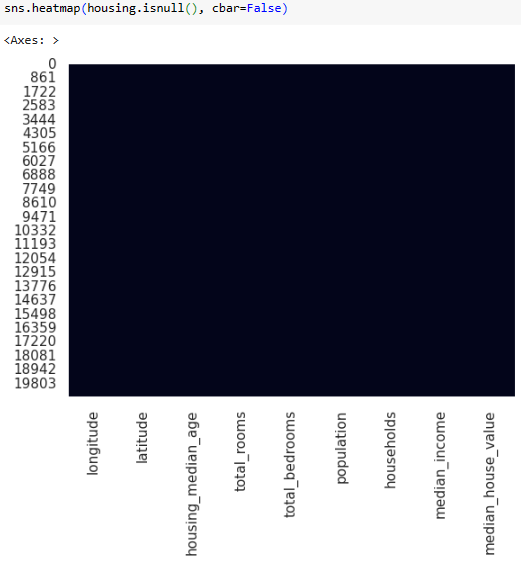 sns.heatmap(housing.isnull(), cbar=False)
<Axes: >
0
861
1722
2583
3444
4305
5166
6027
6888
7749
8610
9471
10332
11193
12054
12915
13776
14637
15498
16359
17220
18081
18942
19803
longitude
latitude
housing_median_age
total_rooms
total_bedrooms
population
households
median_income
median_house_value